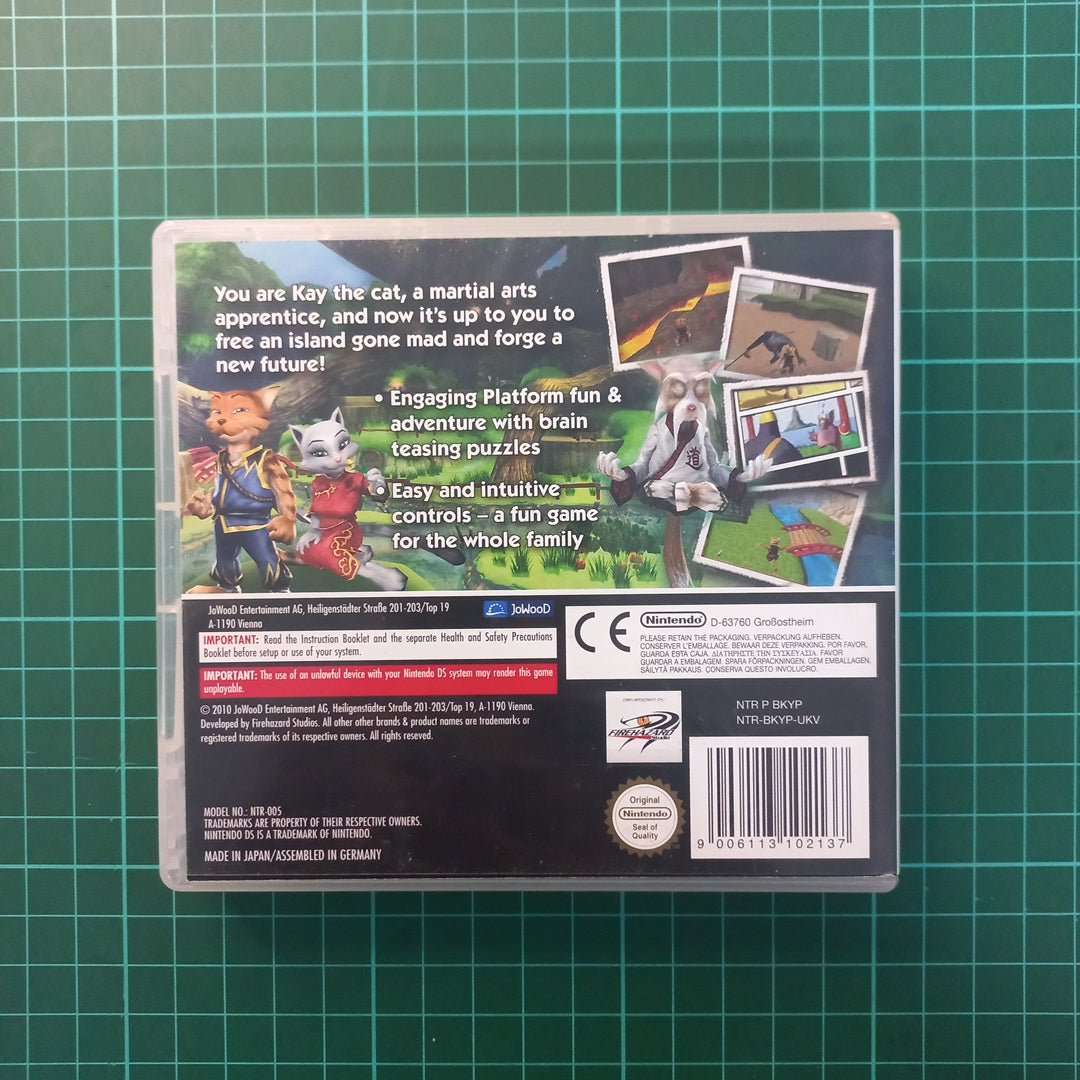 You are Kay the cat, a martial arts
apprentice, and now it's up to you to
free an island gone mad and forge a
new future!
• Engaging Platform fun &
adventure with brain
teasing puzzles
• Easy and intuitive
controls – a fun game
for the whole family
JoWooD Entertainment AG, Heiligenstädter Straße 201-203/Top 19
A-1190 Vienna
JoWooD
IMPORTANT: Read the Instruction Booklet and the separate Health and Safety Precautions
Booklet before setup or use of your system.
IMPORTANT: The use of an unlawful device with your Nintendo DS system may render this game
unplayable.
© 2010 JoWooD Entertainment AG, Heiligenstädter Straße 201-203/Top 19, A-1190 Vienna.
Developed by Firehazard Studios. All other other brands & product names are trademarks or
registered trademarks of its respective owners. All rights reseved.
MODEL NO.: NTR-005
TRADEMARKS ARE PROPERTY OF THEIR RESPECTIVE OWNERS.
NINTENDO DS IS A TRADEMARK OF NINTENDO.
MADE IN JAPAN/ASSEMBLED IN GERMANY
CE
Nintendo D-63760 Großostheim
PLEASE RETAIN THE PACKAGING. VERPACKUNG AUFHEBEN.
CONSERVER L'EMBALLAGE. BEWAAR DEZE VERPAKKING. POR FAVOR,
GUARDA ESTA CAJA. ΔΙΑΤΗΡΗΣΤΕ ΤΗΝ ΣΥΣΚΕΥΑΣΙΑ. FAVOR
GUARDAR A EMBALAGEM. SPARA FÖRPACKNINGEN. GEM EMBALLAGEN.
SÄILYTÄ PAKKAUS. CONSERVA QUESTO INVOLUCRO.
FIREHAZARD
NTR P BKYP
NTR-BKYP-UKV
Original
Nintendo
Seal of
Quality
9 006113 102137
道